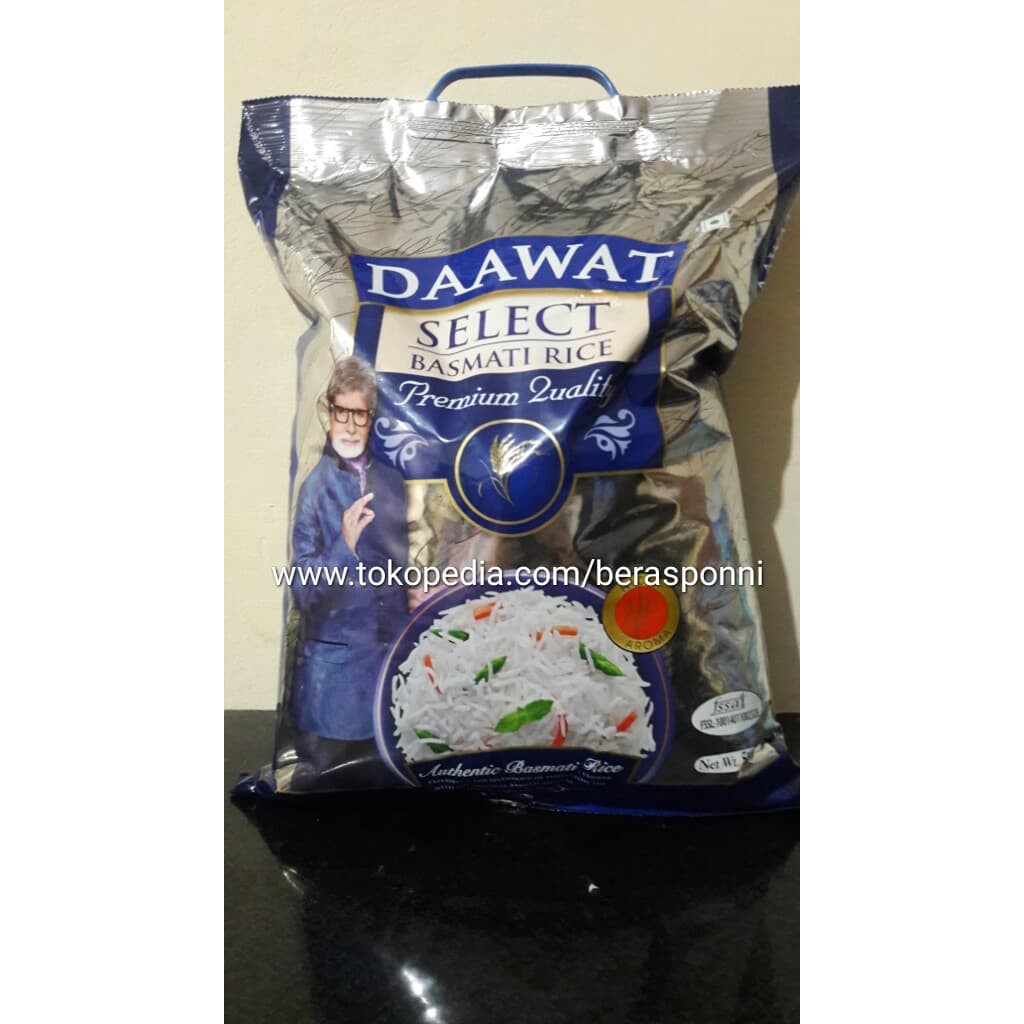 DAAWAT
SELECT
BASMATI RICE
Premium Quality
www.tokopedia.com/berasponni
AROMA
fssai
Authentic Basmati Rice
Net Wt.